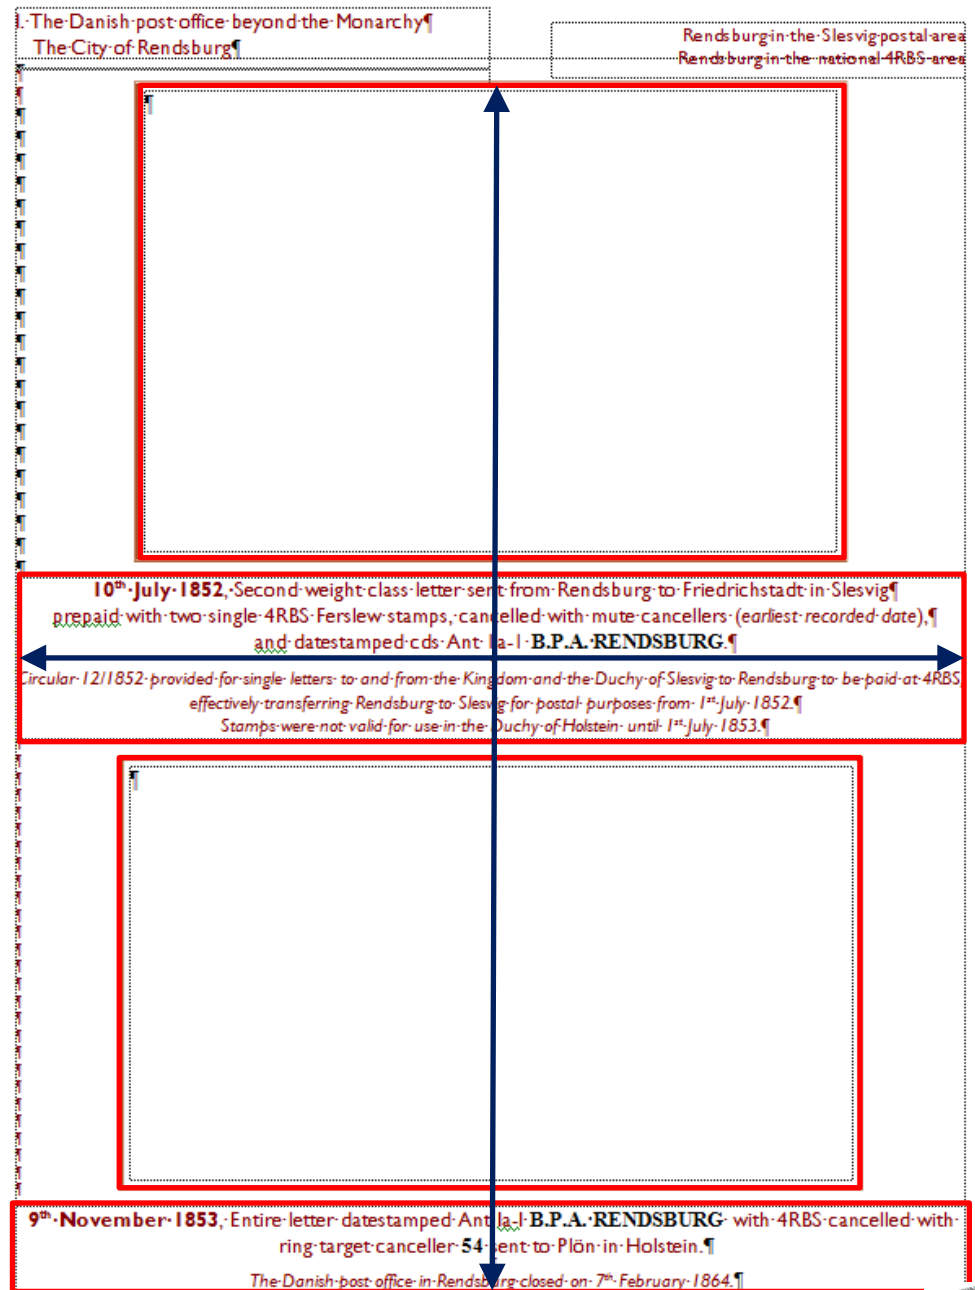 I. The Danish post office beyond the Monarchy¶
The City of Rendsburg¶
Rendsburg in the Slesvig postal area
Rendsburg in the national 4RBS area
10th July 1852, Second weight class letter sent from Rendsburg to Friedrichstadt in Slesvig¶
prepaid with two single 4RBS Ferslew stamps, cancelled with mute cancellers (earliest recorded date),¶
and datestamped cds Ant Ia-1 B.P.A. RENDSBURG.¶
Circular 12/1852 provided for single letters to and from the Kingdom and the Duchy of Slesvig to Rendsburg to be paid at 4RBS,
effectively transferring Rendsburg to Slesvig for postal purposes from 1st July 1852.¶
Stamps were not valid for use in the Duchy of Holstein until 1st July 1853.¶
9th November 1853, Entire letter datestamped Ant Ia-1 B.P.A. RENDSBURG with 4RBS cancelled with
ring target canceller 54 sent to Plön in Holstein.¶
The Danish post office in Rendsburg closed on 7th February 1864.¶